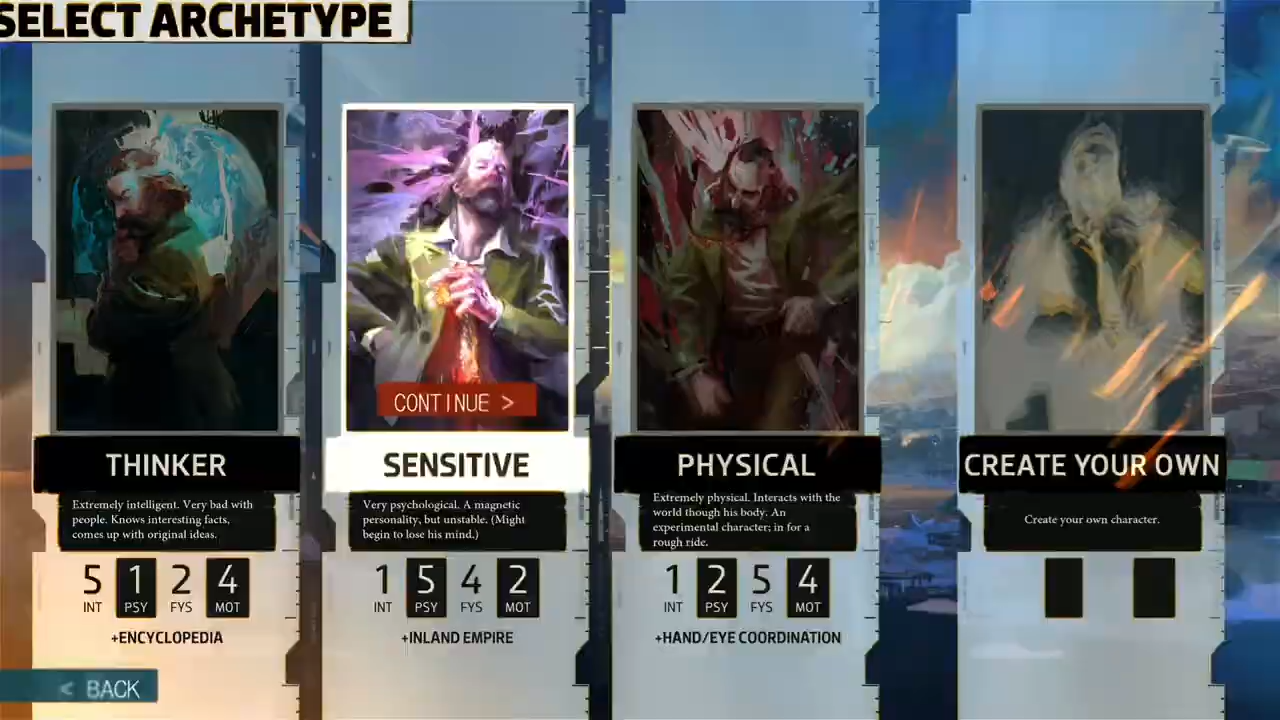 SELECT ARCHETYPE
CONTINUE >
THINKER
Extremely intelligent. Very bad with
people. Knows interesting facts,
comes up with original ideas.
5 1 2 4
INT PSY FYS MOT
+ENCYCLOPEDIA
SENSITIVE
Very psychological. A magnetic
personality, but unstable. (Might
begin to lose his mind.)
1 5 4 2
INT PSY FYS MOT
+INLAND EMPIRE
PHYSICAL
Extremely physical. Interacts with the
world though his body. An
experimental character; in for a
rough ride.
1 2 5 4
INT PSY FYS MOT
+HAND/EYE COORDINATION
CREATE YOUR OWN
Create your own character.
< BACK